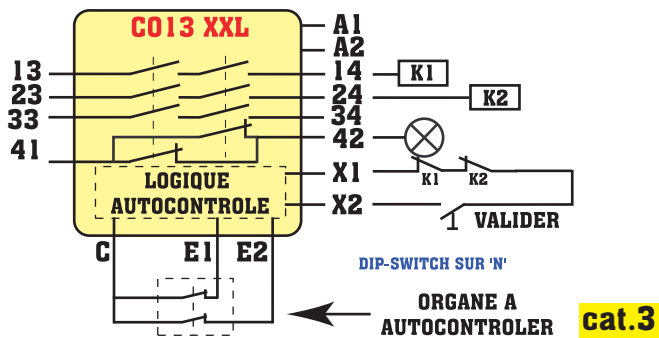 CO13 XXL
A1
A2
13
14
K1
23
24
K2
33
34
41
42
LOGIQUE
AUTOCONTROLE
X1
K1 K2
X2
VALIDER
C E1 E2
DIP-SWITCH SUR 'N'
ORGANE A
AUTOCONTROLER
cat.3